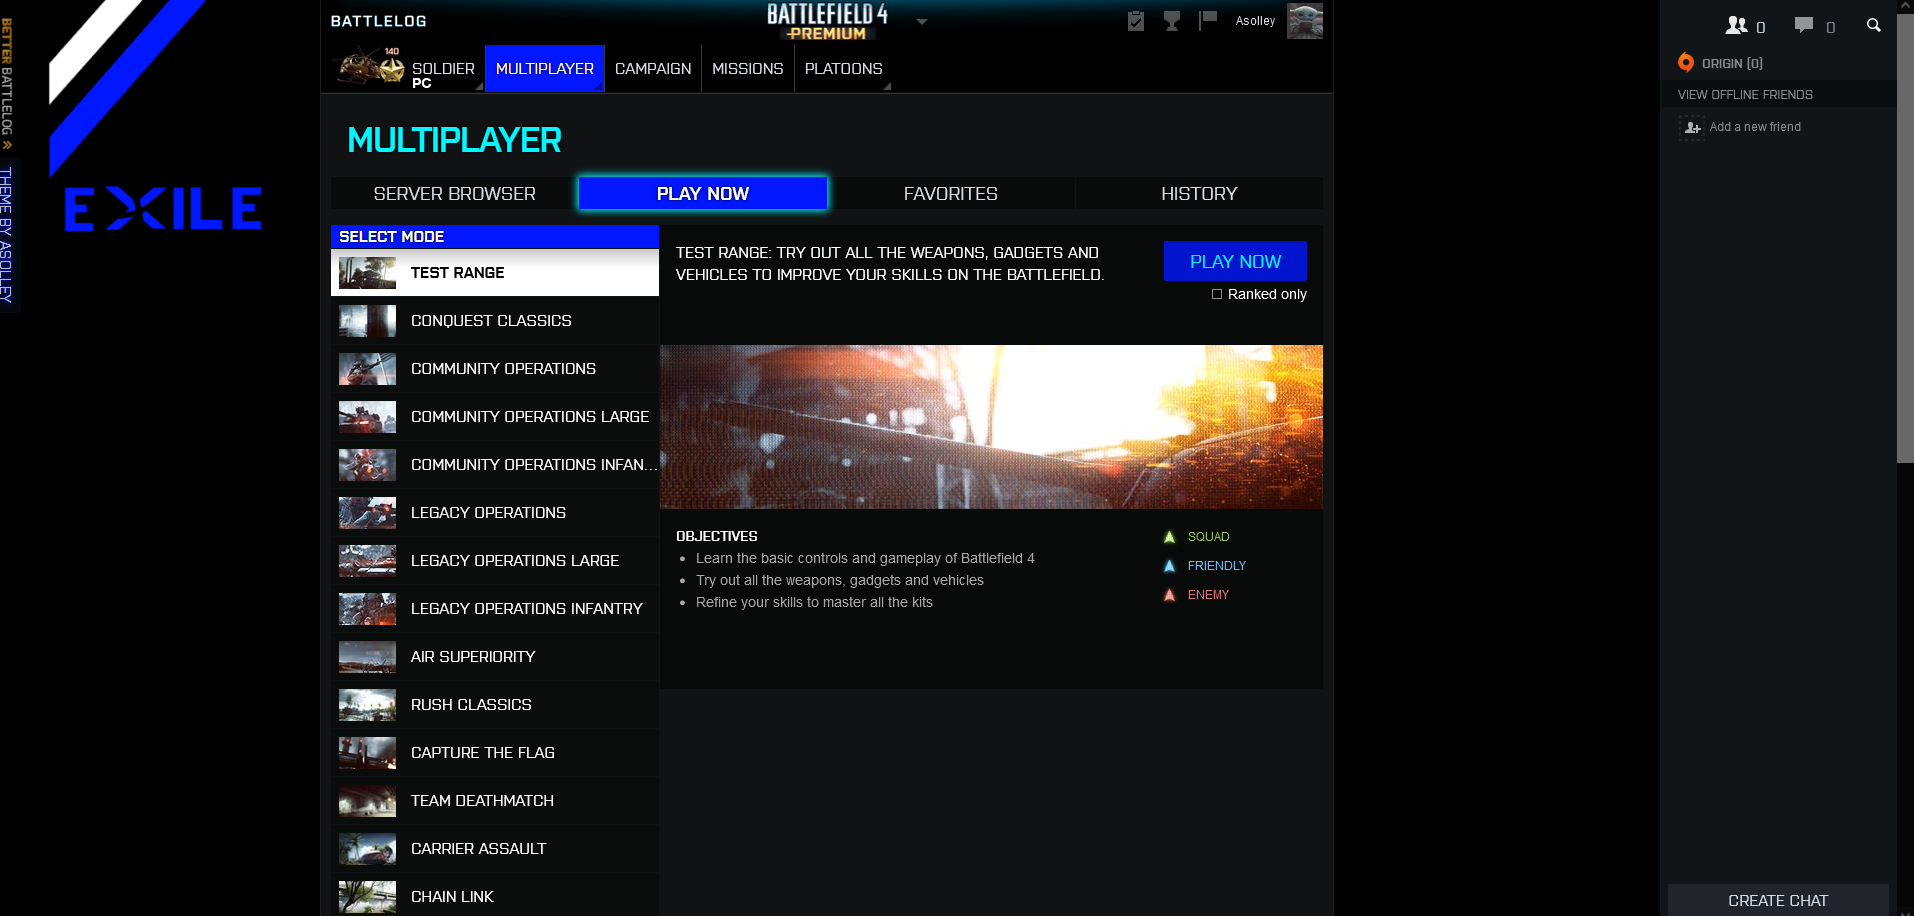 BETTER BATTLELOG »
THEME BY ASOLLEY
EXILE
BATTLELOG
BATTLEFIELD 4
-PREMIUM
Asolley
140
SOLDIER
PC
MULTIPLAYER
CAMPAIGN
MISSIONS
PLATOONS
MULTIPLAYER
SERVER BROWSER
PLAY NOW
FAVORITES
HISTORY
SELECT MODE
TEST RANGE
CONQUEST CLASSICS
COMMUNITY OPERATIONS
COMMUNITY OPERATIONS LARGE
COMMUNITY OPERATIONS INFAN...
LEGACY OPERATIONS
LEGACY OPERATIONS LARGE
LEGACY OPERATIONS INFANTRY
AIR SUPERIORITY
RUSH CLASSICS
CAPTURE THE FLAG
TEAM DEATHMATCH
CARRIER ASSAULT
CHAIN LINK
TEST RANGE: TRY OUT ALL THE WEAPONS, GADGETS AND
VEHICLES TO IMPROVE YOUR SKILLS ON THE BATTLEFIELD.
PLAY NOW
Ranked only
OBJECTIVES
• Learn the basic controls and gameplay of Battlefield 4
• Try out all the weapons, gadgets and vehicles
• Refine your skills to master all the kits
SQUAD
FRIENDLY
ENEMY
0
0
ORIGIN [0]
VIEW OFFLINE FRIENDS
Add a new friend
CREATE CHAT